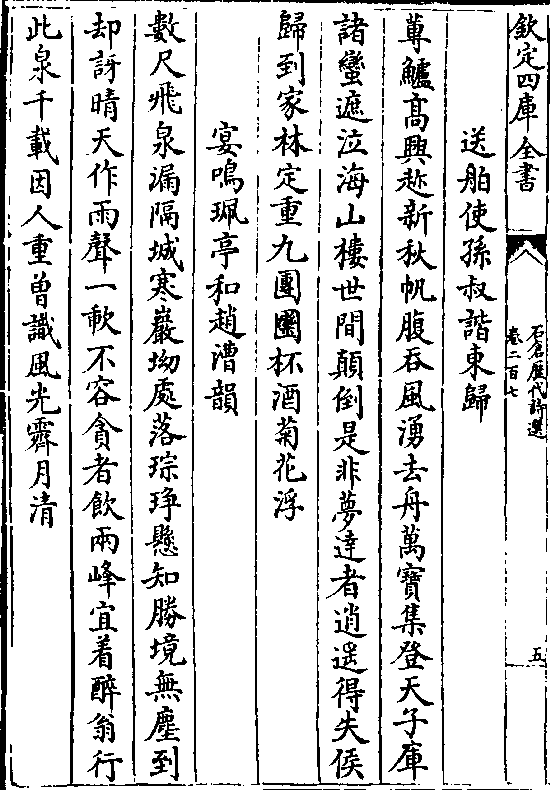 欽定四庫全書
石倉歷代詩選
卷二百七
五
送舶使孫叔諧東歸
蓴鱸髙興趂新秋帆腹吞風湧去舟萬寶集登天子庫
諸蠻遮泣海山樓世間顛倒是非夢達者逍遥得失侯
歸到家林定重九團圞杯酒菊花浮
宴鳴珮亭和趙漕韻
數尺飛泉漏隔城寒巖坳處落琮琤懸知勝境無塵到
却訝晴天作雨聲一歃不容貪者飲兩峰宜着醉翁行
此泉千載因人重曾識風光霽月清